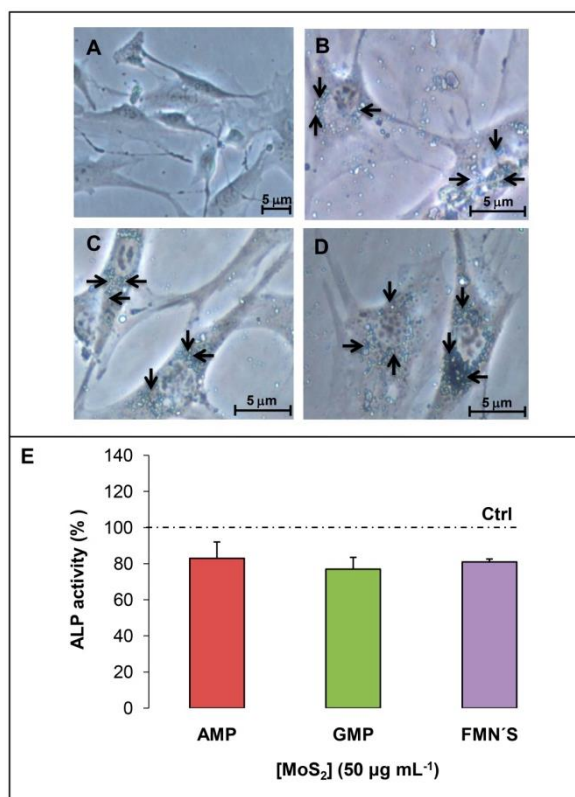 A
5 µm
B
5 µm
C
5 µm
D
5 µm
E
ALP activity (% )
140
120
100
80
60
40
20
0
Ctrl
AMP GMP FMN´S
[MoS₂] (50 µg mL⁻¹)